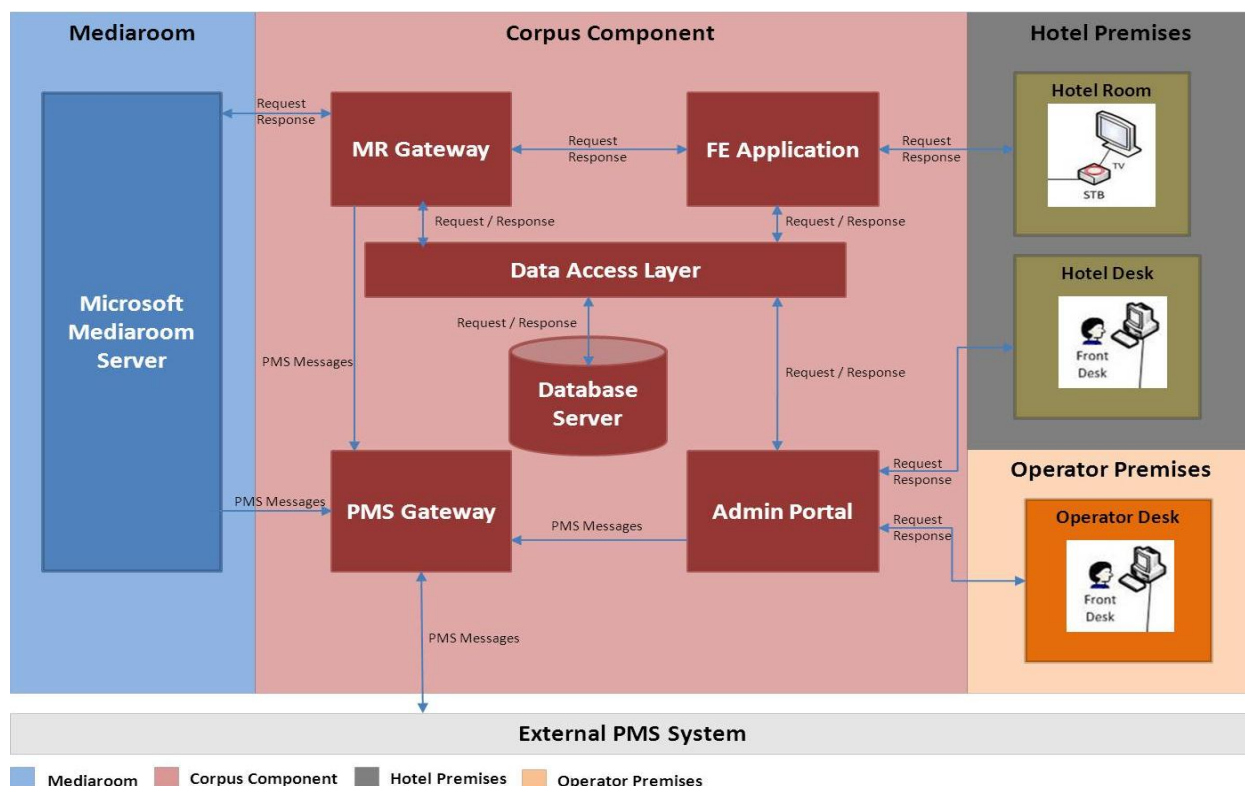 Mediaroom
Corpus Component
Hotel Premises
Microsoft
Mediaroom
Server
Request
Response
MR Gateway
Request
Response
FE Application
Request
Response
Hotel Room
TV
STB
Request / Response
Request / Response
Data Access Layer
Hotel Desk
Front
Desk
Request / Response
PMS Messages
Database
Server
Request / Response
PMS Messages
PMS Gateway
PMS Messages
Admin Portal
Request
Response
Request
Response
Operator Premises
Operator Desk
Front
Desk
PMS Messages
External PMS System
Mediaroom
Corpus Component
Hotel Premises
Operator Premises